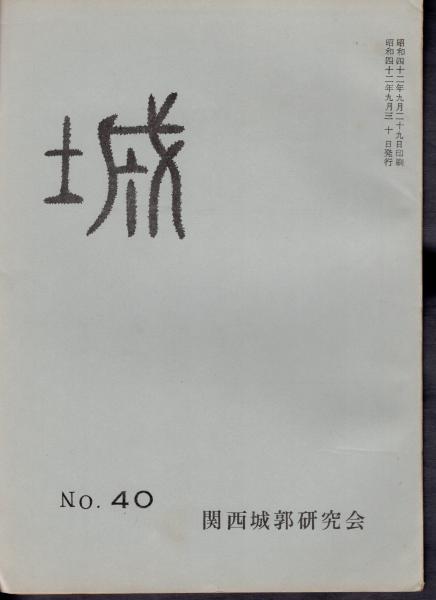 昭和四十二年九月二十九日印刷
昭和四十二年九月三十日発行
城
No. 40
関西城郭研究会